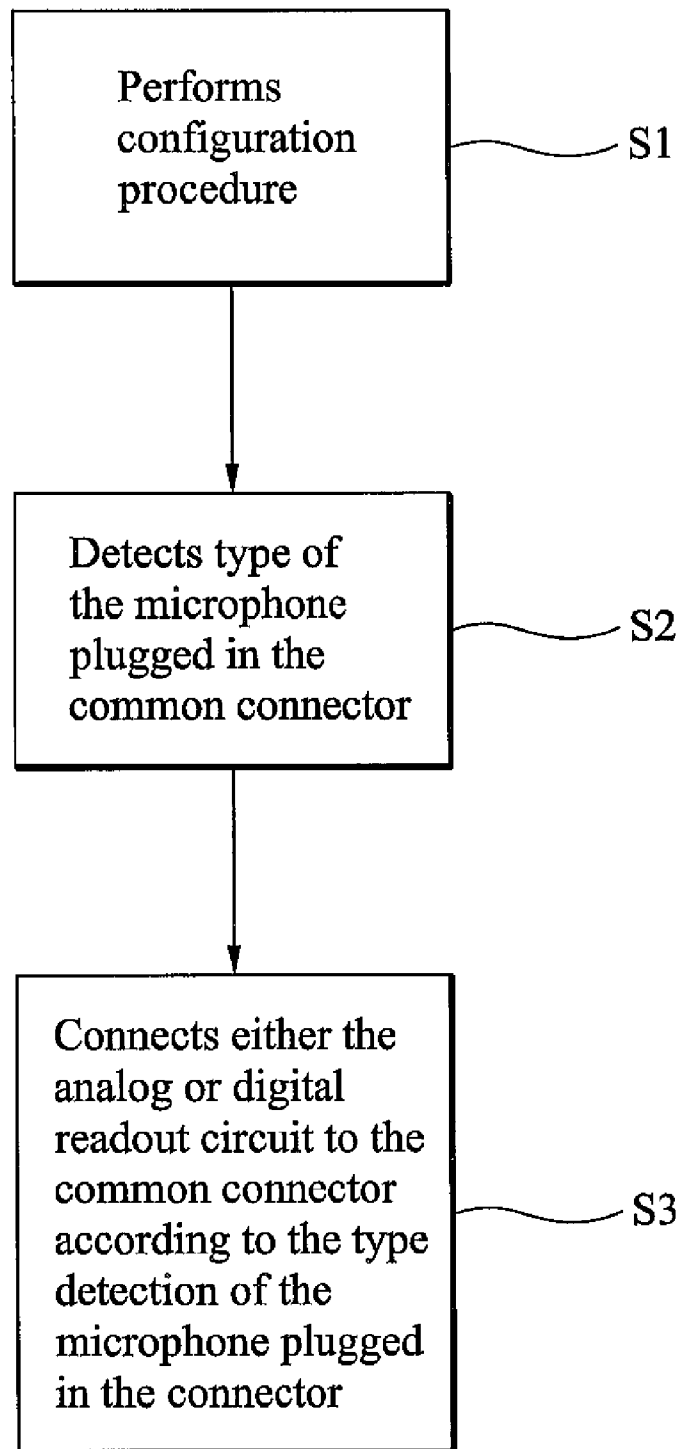 Performs
configuration
procedure
S1
Detects type of
the microphone
plugged in the
common connector
S2
Connects either the
analog or digital
readout circuit to the
common connector
according to the type
detection of the
microphone plugged
in the connector
S3